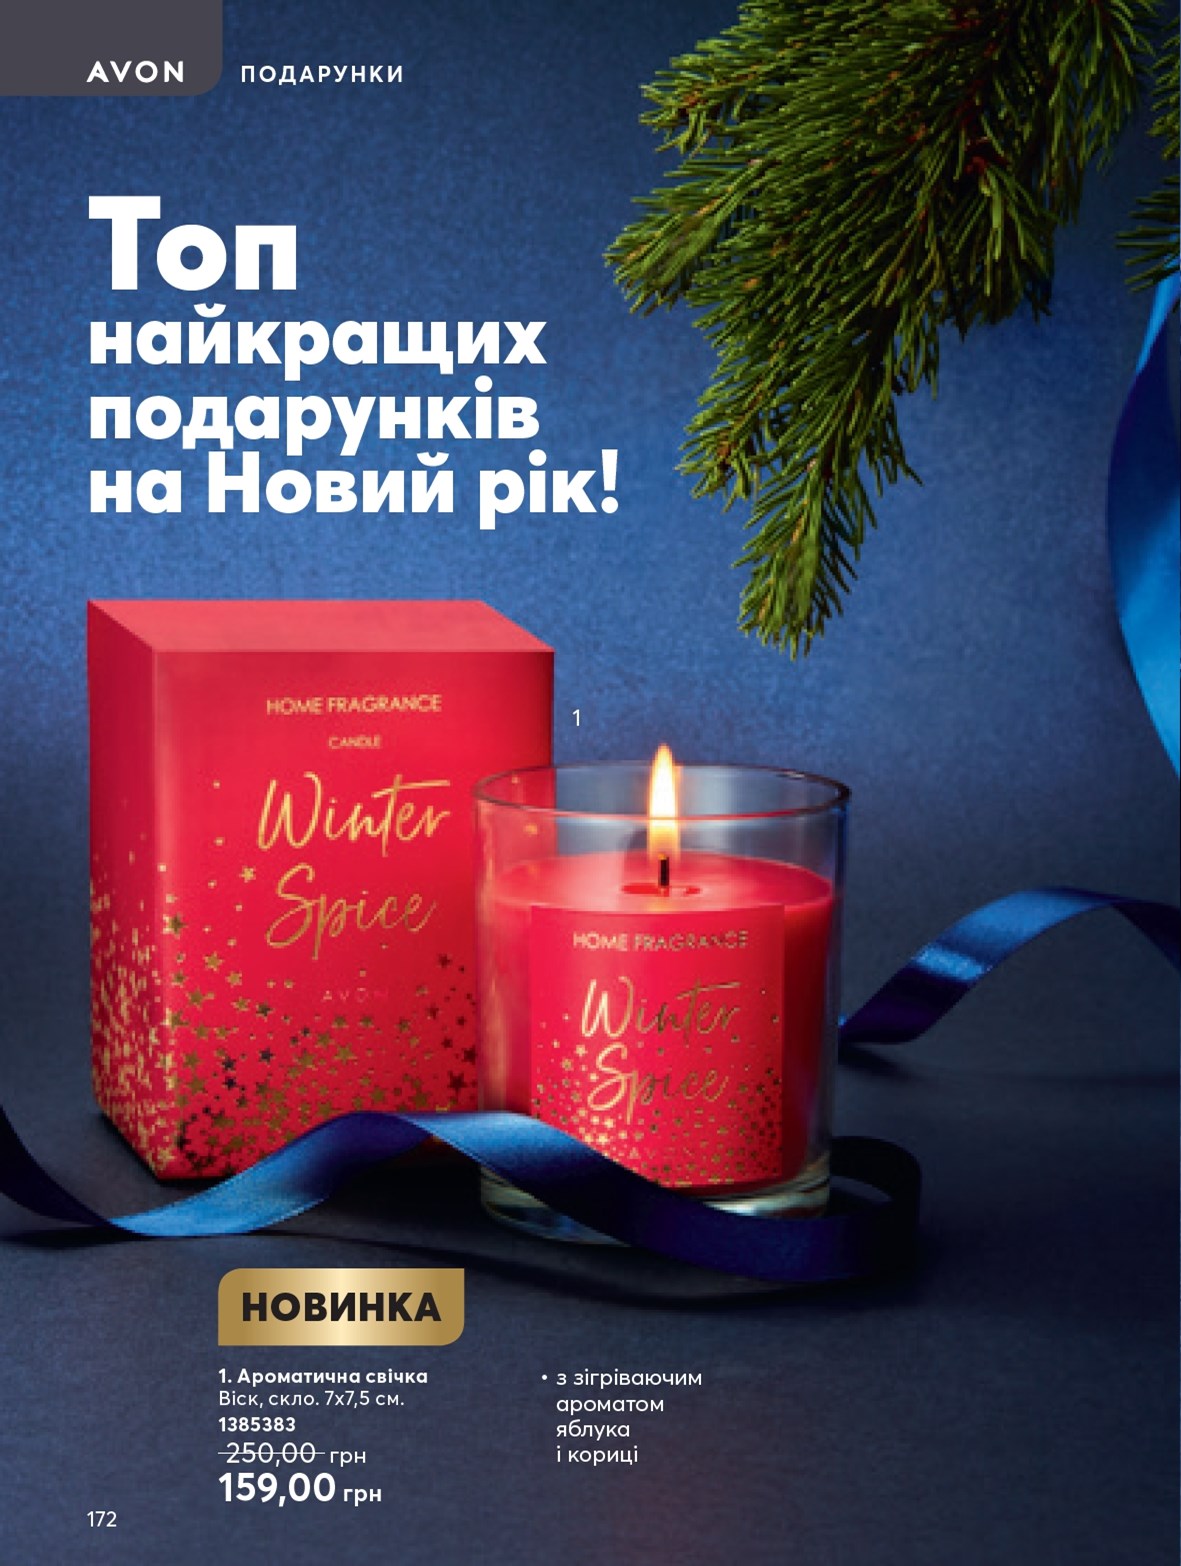 AVON ПОДАРУНКИ
Топ
найкращих
подарунків
на Новий рік!
HOME FRAGRANCE
CANDLE
Winter
Spice
AVON
1
HOME FRAGRANCE
Winter
Spice
AVON
НОВИНКА
1. Ароматична свічка
Віск, скло. 7х7,5 см.
1385383
250,00 грн
159,00 грн
• з зігріваючим
ароматом
яблука
і кориці
172